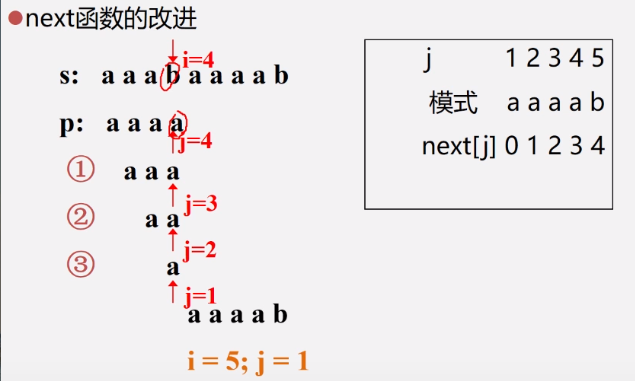 next函数的改进
i=4
s: a a a b a a a a b
p: a a a a
j=4
① a a a
j=3
② a a
j=2
③ a
j=1
a a a a b
i = 5; j = 1
j 1 2 3 4 5
模式 a a a a b
next[j] 0 1 2 3 4